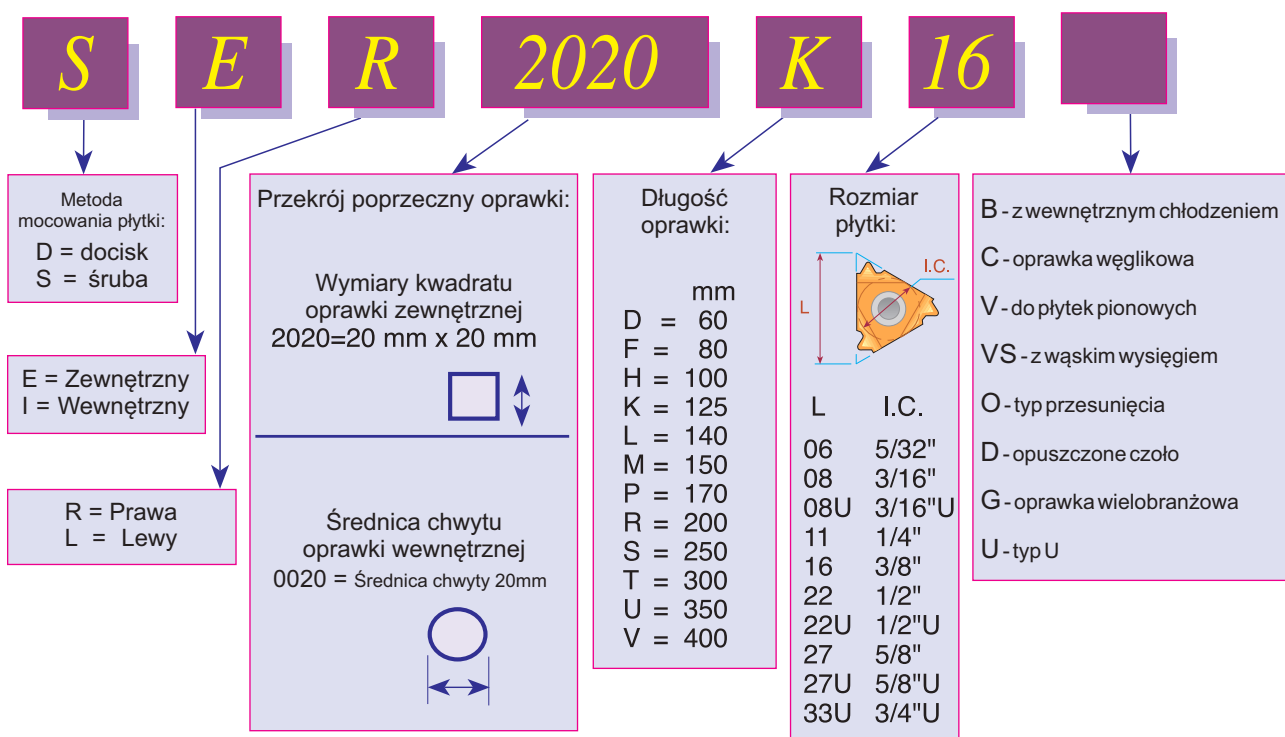 S E R 2020 K 16
Metoda
mocowania płytki:
D = docisk
S = śruba
E = Zewnętrzny
I = Wewnętrzny
R = Prawa
L = Lewy
Przekrój poprzeczny oprawki:
Wymiary kwadratu
oprawki zewnętrznej
2020=20 mm x 20 mm
Średnica chwytu
oprawki wewnętrznej
0020 = Średnica chwyty 20mm
Długość
oprawki:
mm
D = 60
F = 80
H = 100
K = 125
L = 140
M = 150
P = 170
R = 200
S = 250
T = 300
U = 350
V = 400
Rozmiar
płytki:
I.C.
L
L I.C.
06 5/32"
08 3/16"
08U 3/16"U
11 1/4"
16 3/8"
22 1/2"
22U 1/2"U
27 5/8"
27U 5/8"U
33U 3/4"U
B - z wewnętrznym chłodzeniem
C - oprawka węglikowa
V - do płytek pionowych
VS - z wąskim wysięgiem
O - typ przesunięcia
D - opuszczone czoło
G - oprawka wielobranżowa
U - typ U